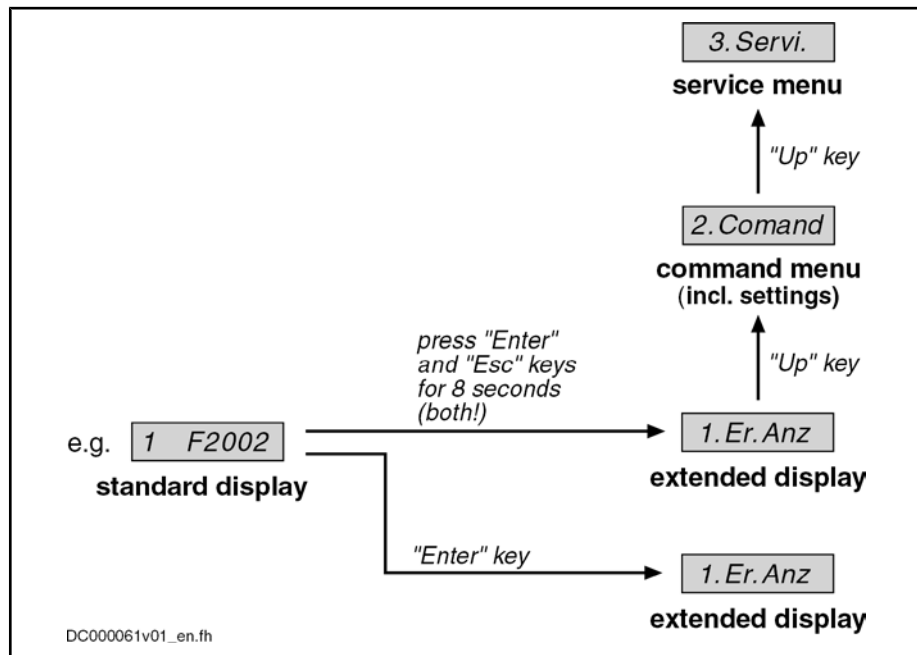 3. Servi.
service menu
"Up" key
2. Comand
command menu
(incl. settings)
press "Enter"
and "Esc" keys
for 8 seconds
(both!)
"Up" key
e.g. 1 F2002
standard display
1. Er. Anz
extended display
"Enter" key
1. Er. Anz
extended display
DC000061v01_en.fh